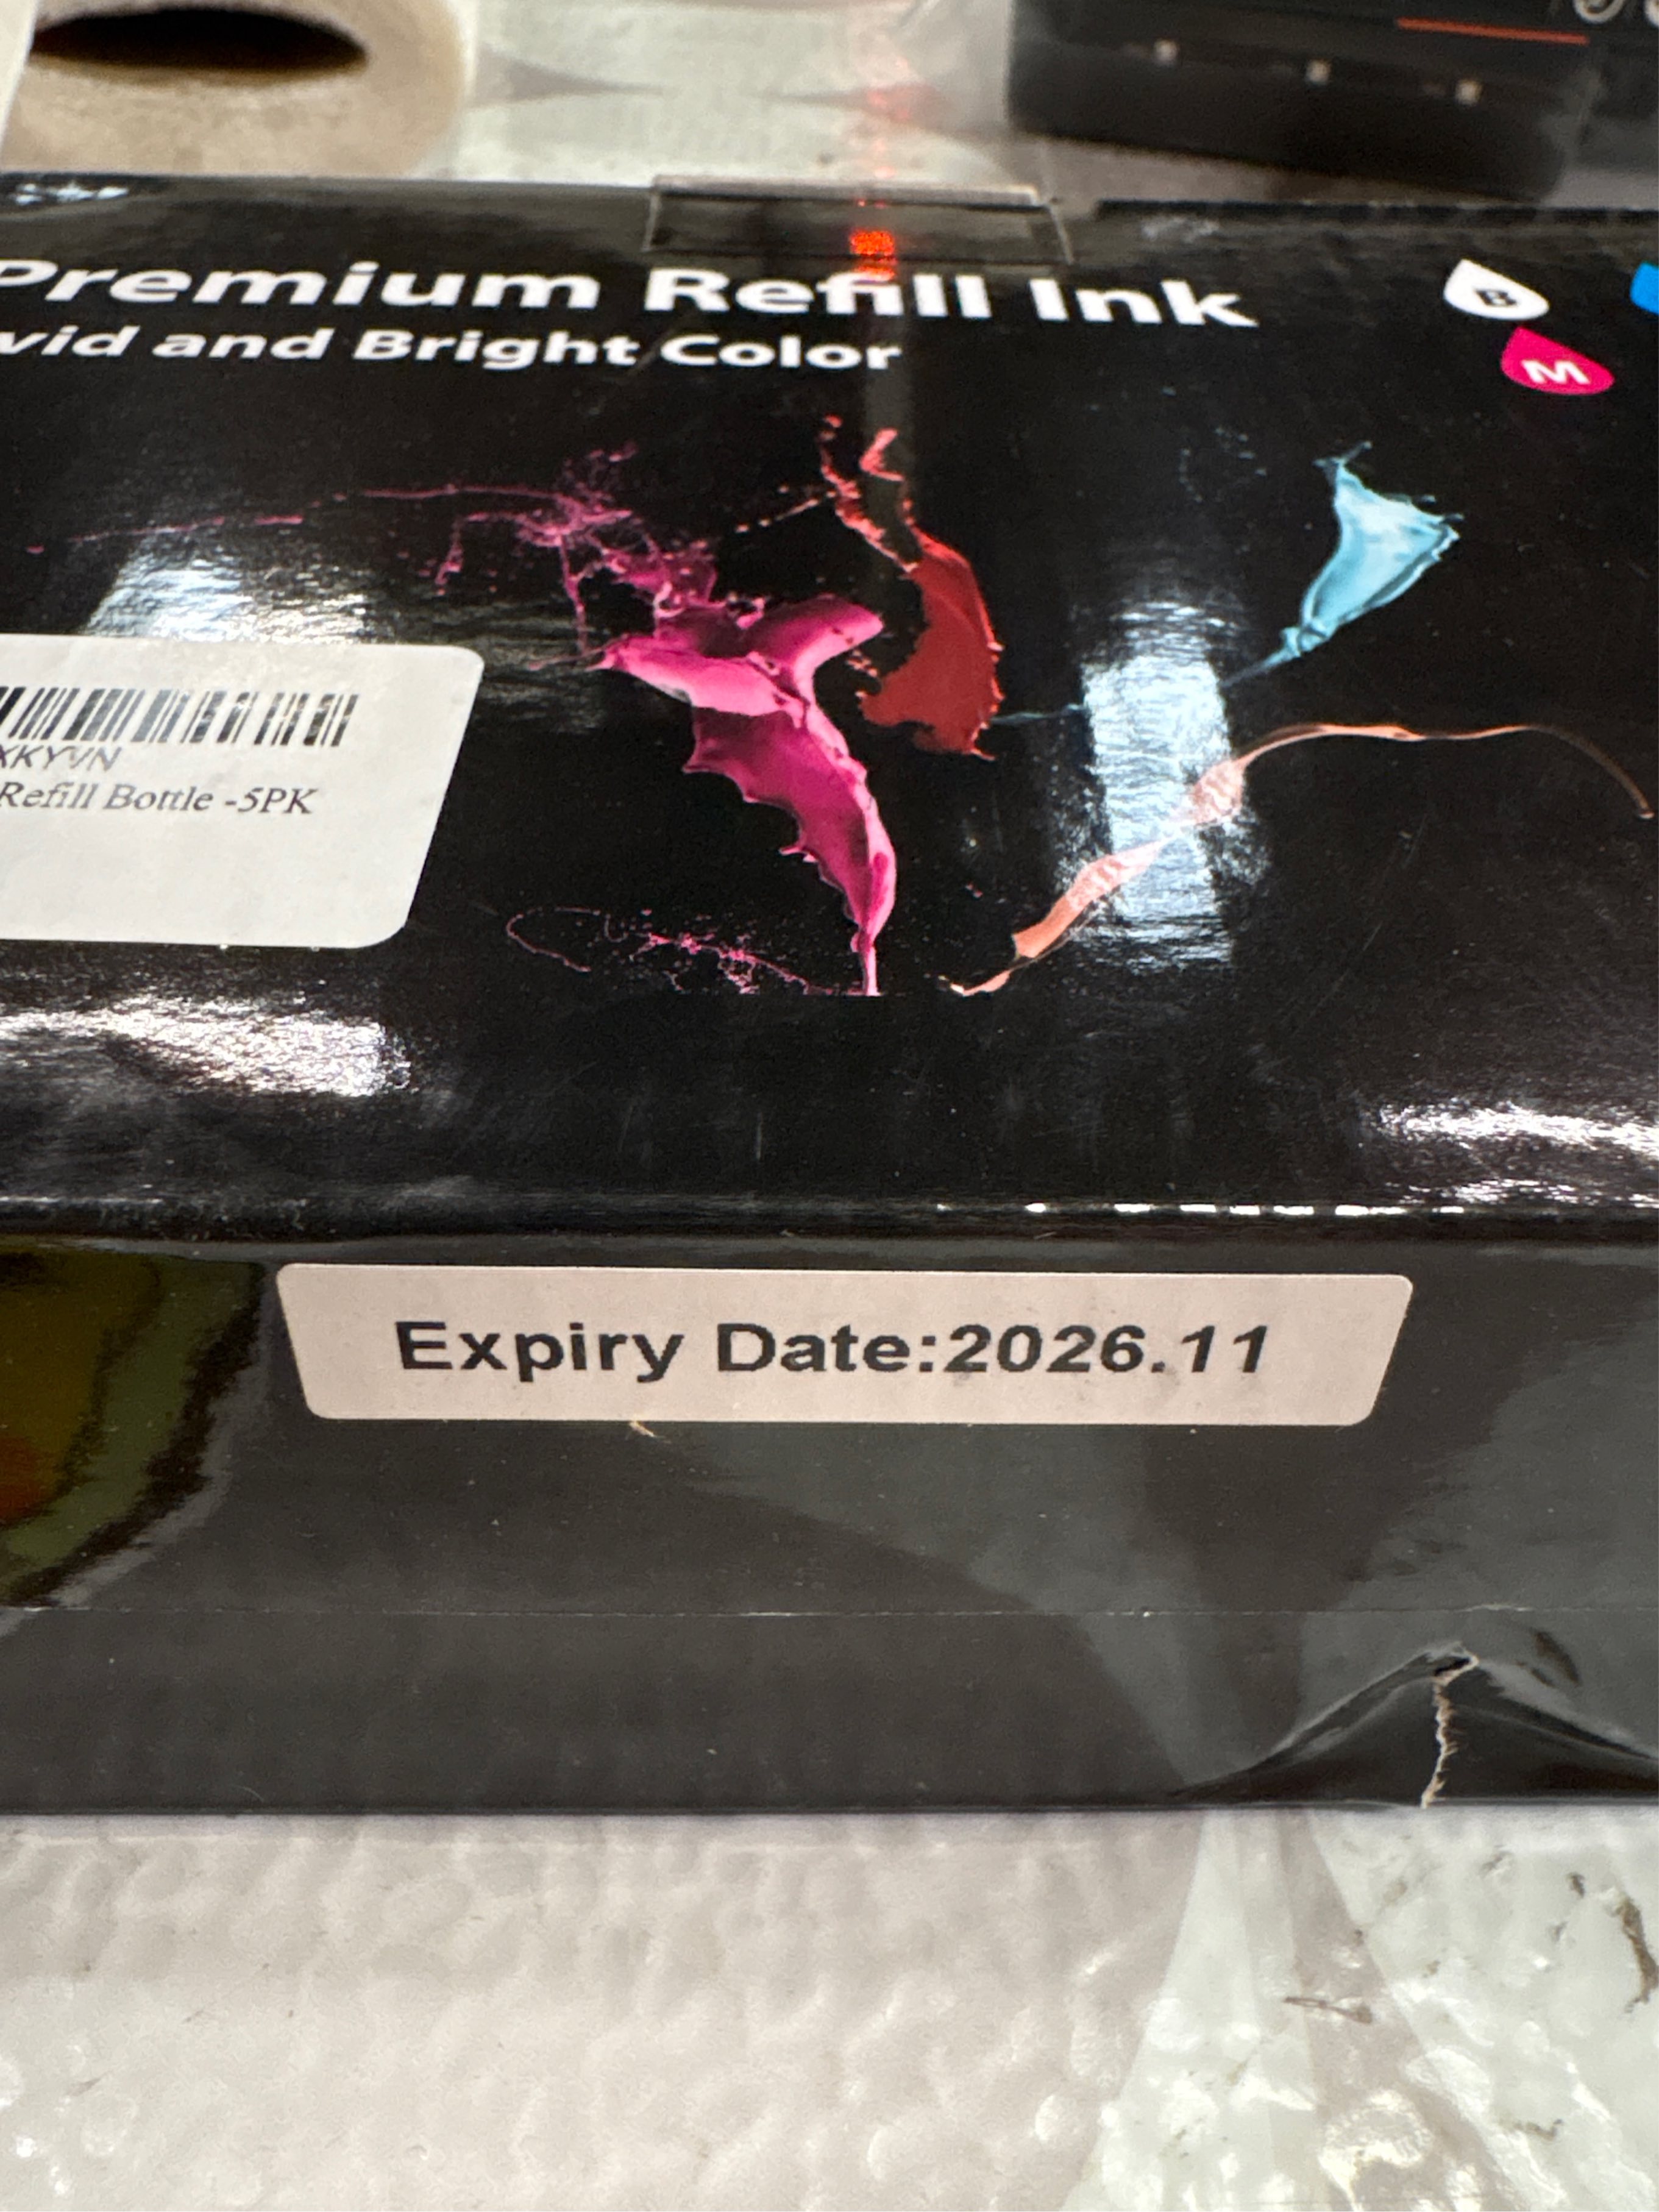 Premium Refill Ink
vid and Bright Color
B
M
XKYVN
Refill Bottle -5PK
Expiry Date:2026.11